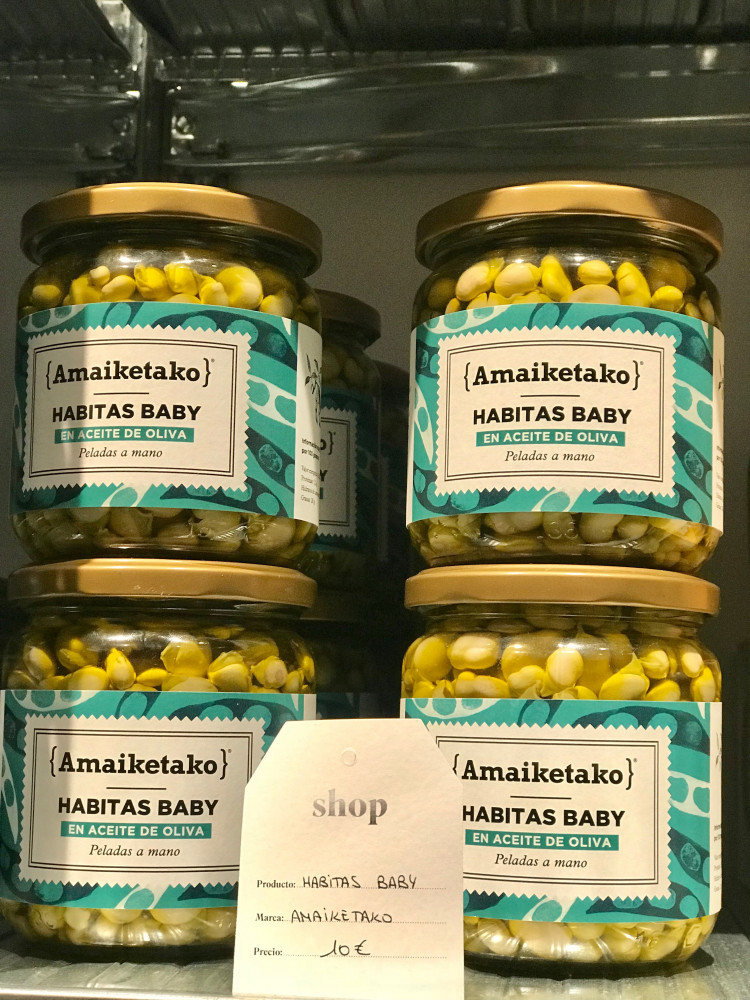 {Amaiketako}®
HABITAS BABY
EN ACEITE DE OLIVA
Peladas a mano
{Amaiketako}®
HABITAS BABY
EN ACEITE DE OLIVA
Peladas a mano
{Amaiketako}®
HABITAS BABY
EN ACEITE DE OLIVA
Peladas a mano
{Amaiketako}®
HABITAS BABY
EN ACEITE DE OLIVA
Peladas a mano
shop
Producto: HABITAS BABY
Marca: AMAIKETAKO
Precio: 10€